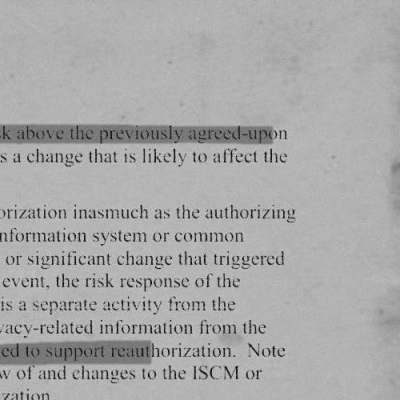 sk above the previously agreed-upon
s a change that is likely to affect the
orization inasmuch as the authorizing
nformation system or common
or significant change that triggered
event, the risk response of the
is a separate activity from the
vacy-related information from the
ed to support reauthorization. Note
w of and changes to the ISCM or
zation